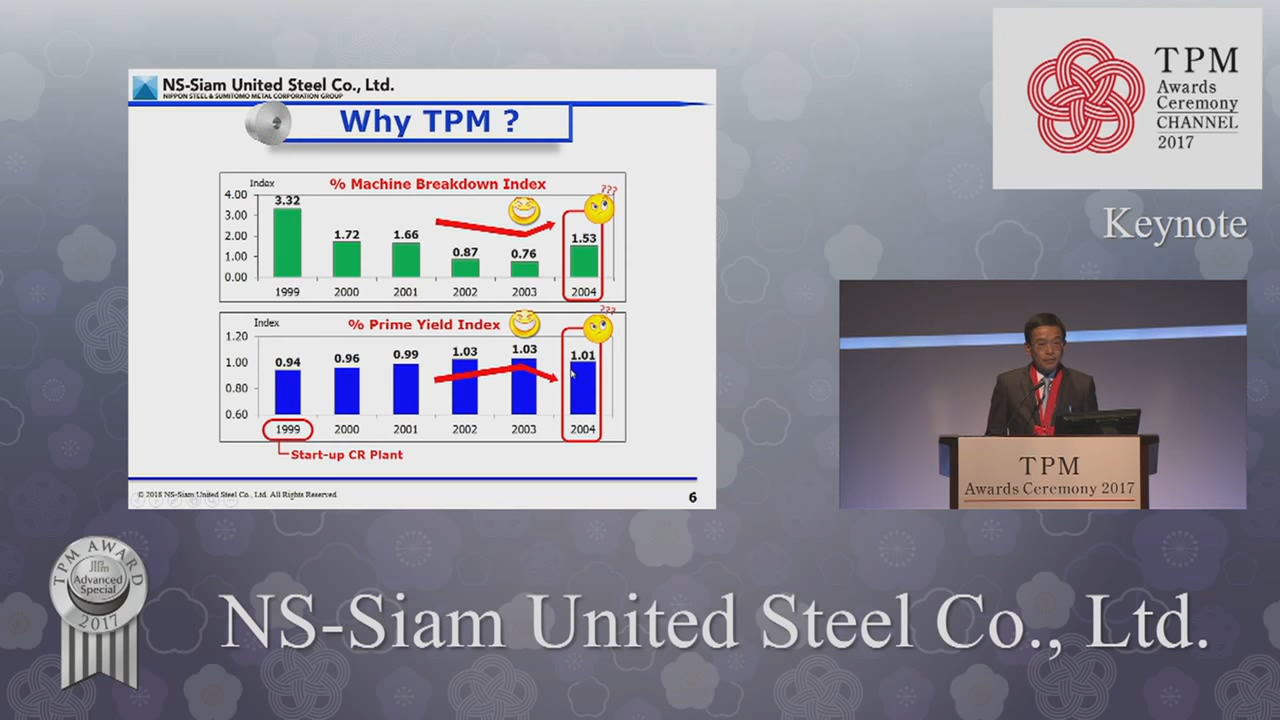 NS-Siam United Steel Co., Ltd.
NIPPON STEEL & SUMITOMO METAL CORPORATION GROUP
Why TPM ?
Index
% Machine Breakdown Index
???
4.00
3.00
2.00
1.00
0.00
3.32
1.72
1.66
0.87
0.76
1.53
1999
2000
2001
2002
2003
2004
Index
% Prime Yield Index
???
1.20
1.00
0.80
0.60
0.94
0.96
0.99
1.03
1.03
1.01
1999
2000
2001
2002
2003
2004
Start-up CR Plant
© 2018 NS-Siam United Steel Co., Ltd. All Rights Reserved.
6
TPM
Awards
Ceremony
CHANNEL
2017
Keynote
TPM
Awards Ceremony 2017
TPM AWARD
JIPM
Advanced
Special
2017
NS-Siam United Steel Co., Ltd.